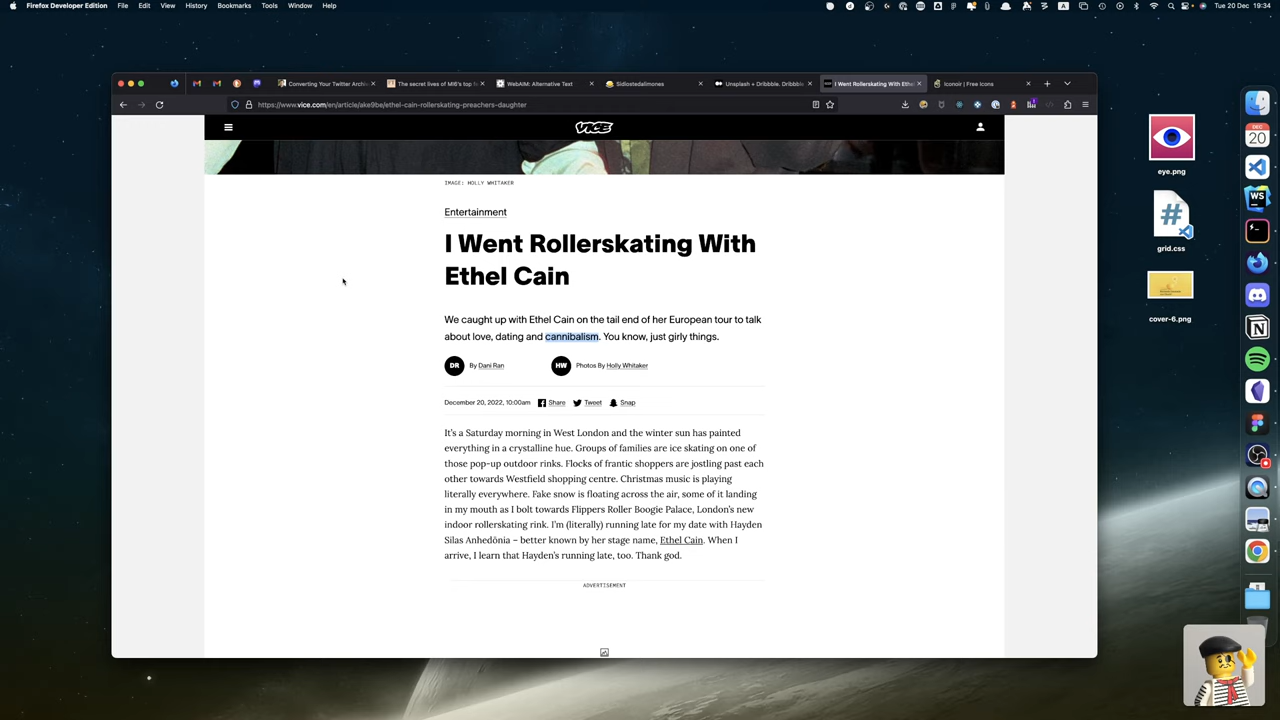 Firefox Developer Edition File Edit View History Bookmarks Tools Window Help
Tue 20 Dec 19:34
Converting Your Twitter Archi
The secret lives of MI6's top f
WebAIM: Alternative Text
Sidiostedalimones
Unsplash + Dribbble. Dribbbl
I Went Rollerskating With Ethel
Iconoir | Free Icons
https://www.vice.com/en/article/ake9be/ethel-cain-rollerskating-preachers-daughter
VICE
IMAGE: HOLLY WHITAKER
Entertainment
I Went Rollerskating With
Ethel Cain
We caught up with Ethel Cain on the tail end of her European tour to talk
about love, dating and cannibalism. You know, just girly things.
DR By Dani Ran HW Photos By Holly Whitaker
December 20, 2022, 10:00am Share Tweet Snap
It's a Saturday morning in West London and the winter sun has painted
everything in a crystalline hue. Groups of families are ice skating on one of
those pop-up outdoor rinks. Flocks of frantic shoppers are jostling past each
other towards Westfield shopping centre. Christmas music is playing
literally everywhere. Fake snow is floating across the air, some of it landing
in my mouth as I bolt towards Flippers Roller Boogie Palace, London's new
indoor rollerskating rink. I'm (literally) running late for my date with Hayden
Silas Anhedönia – better known by her stage name, Ethel Cain. When I
arrive, I learn that Hayden's running late, too. Thank god.
ADVERTISEMENT
eye.png
#
grid.css
cover-6.png
DEC
20
WS